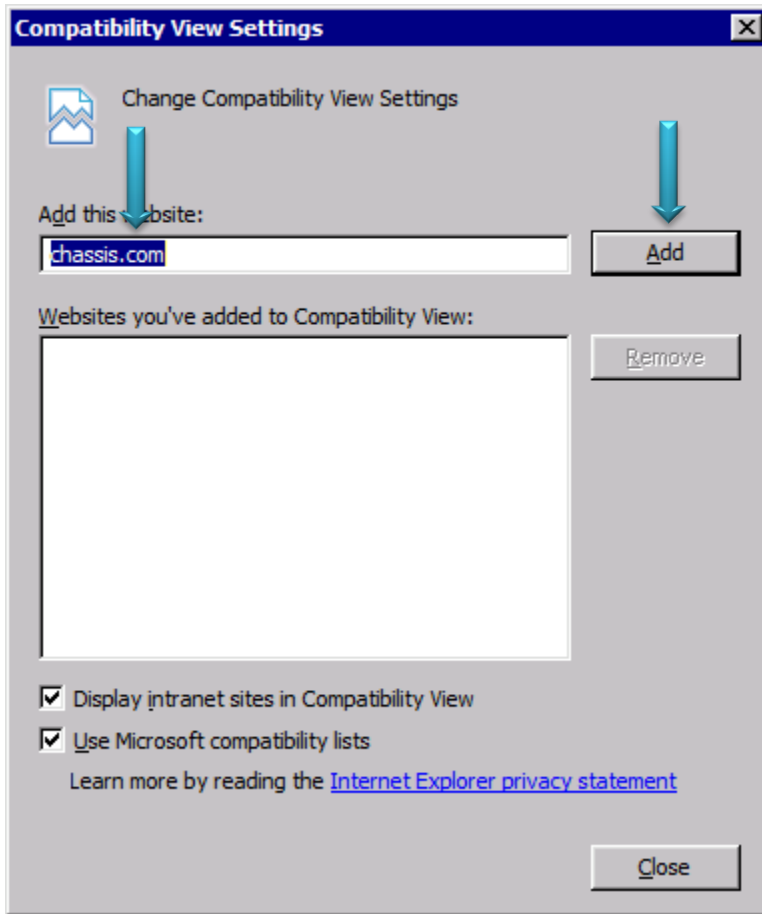 Compatibility View Settings
Change Compatibility View Settings
Add this website:
chassis.com
Add
Websites you've added to Compatibility View:
Remove
Display intranet sites in Compatibility View
Use Microsoft compatibility lists
Learn more by reading the Internet Explorer privacy statement
Close